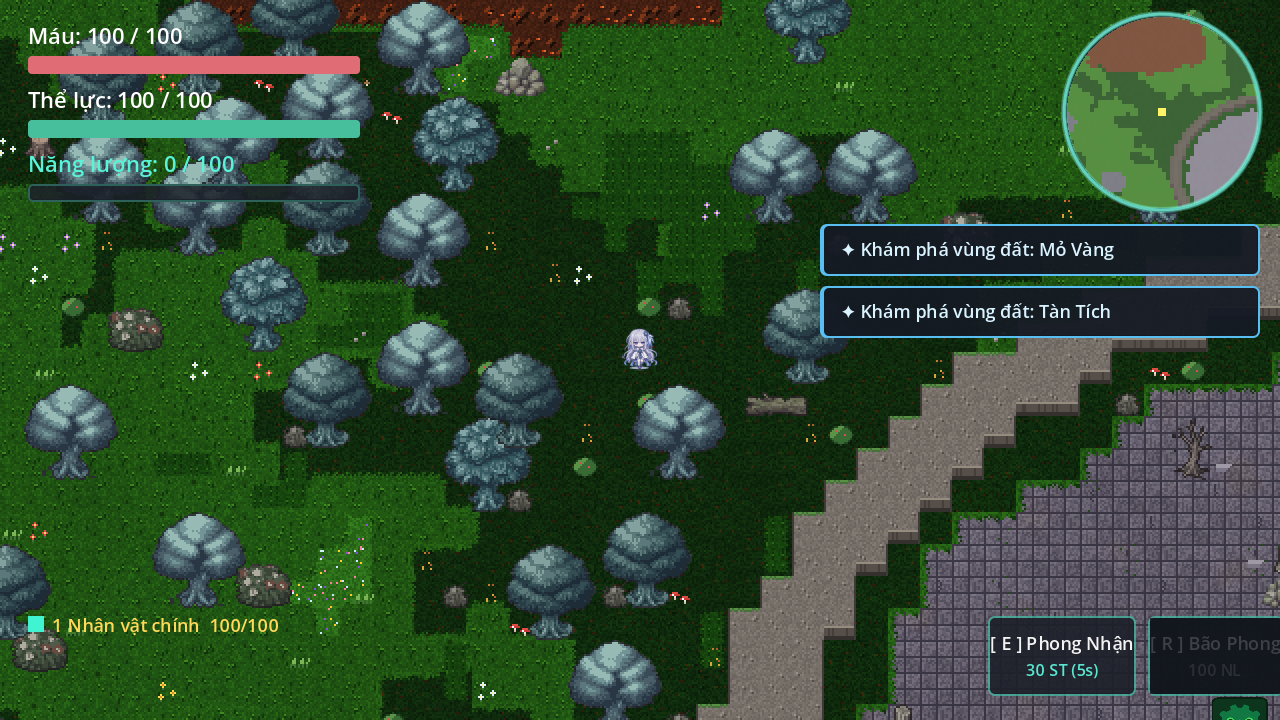 Máu: 100 / 100
Thể lực: 100 / 100
Năng lượng: 0 / 100
✦ Khám phá vùng đất: Mỏ Vàng
✦ Khám phá vùng đất: Tàn Tích
1 Nhân vật chính 100/100
[ E ] Phong Nhận
30 ST (5s)
[ R ] Bão Phong
100 NL